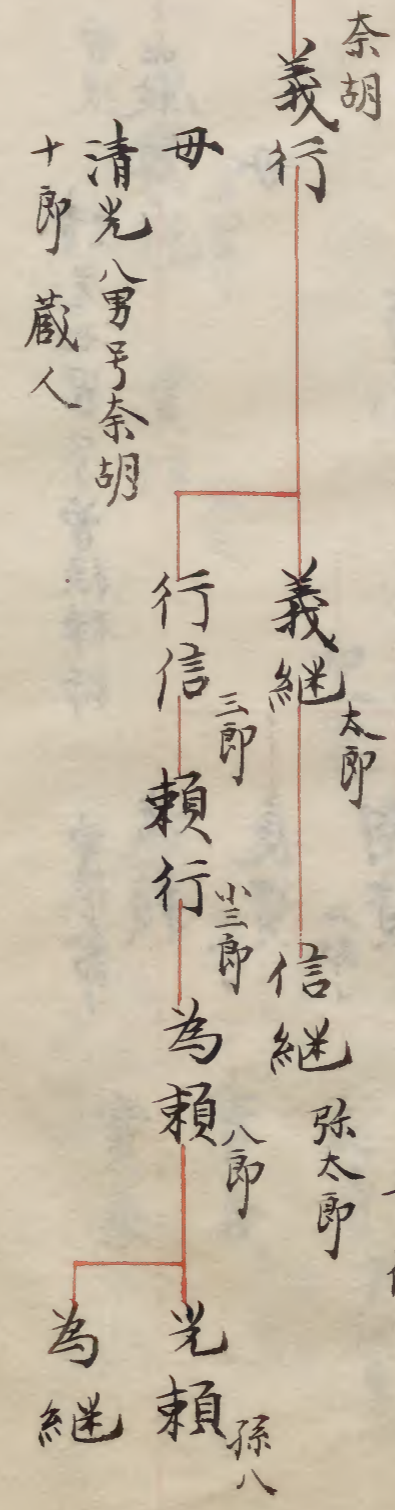 奈胡
義行
母
清光八男号奈胡
十郎 蔵人
義継 太郎
信継 弥太郎
行信 三郎
頼行 小三郎
為頼 八郎
光頼 孫八
為継